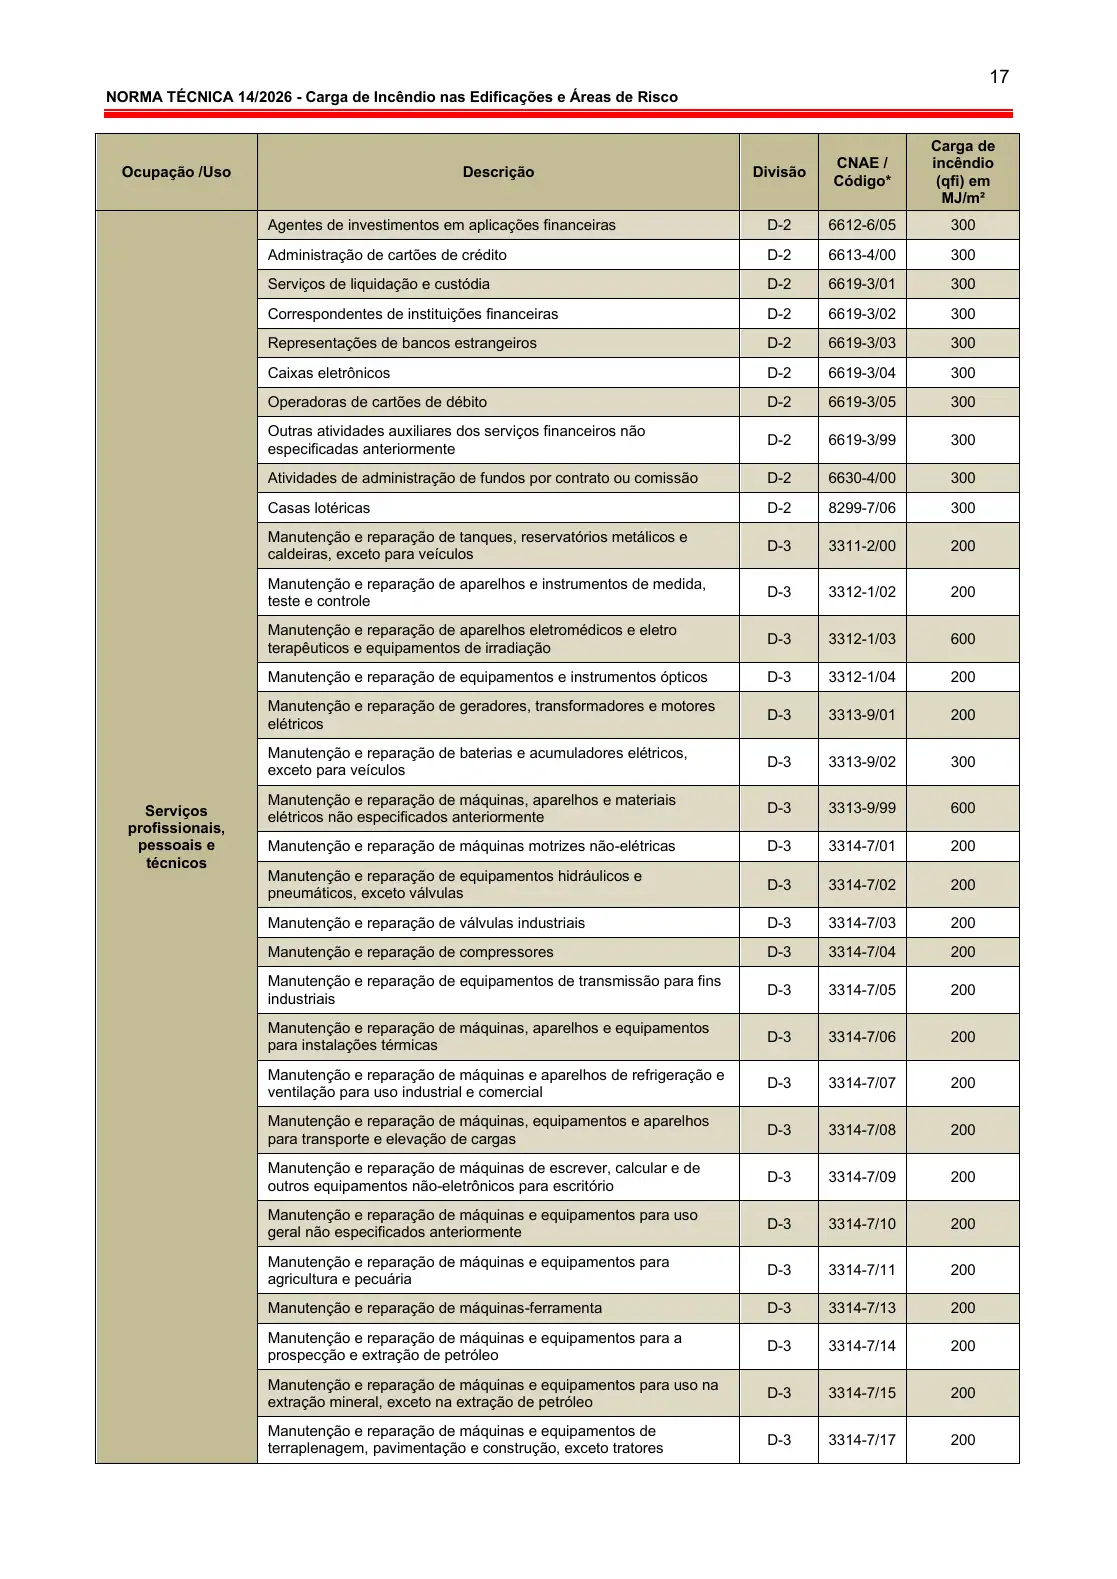 17
NORMA TÉCNICA 14/2026 - Carga de Incêndio nas Edificações e Áreas de Risco
Ocupação /Uso Descrição Divisão CNAE / Código* Carga de incêndio (qfi) em MJ/m²
Serviços profissionais, pessoais e técnicos
Agentes de investimentos em aplicações financeiras D-2 6612-6/05 300
Administração de cartões de crédito D-2 6613-4/00 300
Serviços de liquidação e custódia D-2 6619-3/01 300
Correspondentes de instituições financeiras D-2 6619-3/02 300
Representações de bancos estrangeiros D-2 6619-3/03 300
Caixas eletrônicos D-2 6619-3/04 300
Operadoras de cartões de débito D-2 6619-3/05 300
Outras atividades auxiliares dos serviços financeiros não
especificadas anteriormente D-2 6619-3/99 300
Atividades de administração de fundos por contrato ou comissão D-2 6630-4/00 300
Casas lotéricas D-2 8299-7/06 300
Manutenção e reparação de tanques, reservatórios metálicos e
caldeiras, exceto para veículos D-3 3311-2/00 200
Manutenção e reparação de aparelhos e instrumentos de medida,
teste e controle D-3 3312-1/02 200
Manutenção e reparação de aparelhos eletromédicos e eletro
terapêuticos e equipamentos de irradiação D-3 3312-1/03 600
Manutenção e reparação de equipamentos e instrumentos ópticos D-3 3312-1/04 200
Manutenção e reparação de geradores, transformadores e motores
elétricos D-3 3313-9/01 200
Manutenção e reparação de baterias e acumuladores elétricos,
exceto para veículos D-3 3313-9/02 300
Manutenção e reparação de máquinas, aparelhos e materiais
elétricos não especificados anteriormente D-3 3313-9/99 600
Manutenção e reparação de máquinas motrizes não-elétricas D-3 3314-7/01 200
Manutenção e reparação de equipamentos hidráulicos e
pneumáticos, exceto válvulas D-3 3314-7/02 200
Manutenção e reparação de válvulas industriais D-3 3314-7/03 200
Manutenção e reparação de compressores D-3 3314-7/04 200
Manutenção e reparação de equipamentos de transmissão para fins
industriais D-3 3314-7/05 200
Manutenção e reparação de máquinas, aparelhos e equipamentos
para instalações térmicas D-3 3314-7/06 200
Manutenção e reparação de máquinas e aparelhos de refrigeração e
ventilação para uso industrial e comercial D-3 3314-7/07 200
Manutenção e reparação de máquinas, equipamentos e aparelhos
para transporte e elevação de cargas D-3 3314-7/08 200
Manutenção e reparação de máquinas de escrever, calcular e de
outros equipamentos não-eletrônicos para escritório D-3 3314-7/09 200
Manutenção e reparação de máquinas e equipamentos para uso
geral não especificados anteriormente D-3 3314-7/10 200
Manutenção e reparação de máquinas e equipamentos para
agricultura e pecuária D-3 3314-7/11 200
Manutenção e reparação de máquinas-ferramenta D-3 3314-7/13 200
Manutenção e reparação de máquinas e equipamentos para a
prospecção e extração de petróleo D-3 3314-7/14 200
Manutenção e reparação de máquinas e equipamentos para uso na
extração mineral, exceto na extração de petróleo D-3 3314-7/15 200
Manutenção e reparação de máquinas e equipamentos de
terraplenagem, pavimentação e construção, exceto tratores D-3 3314-7/17 200